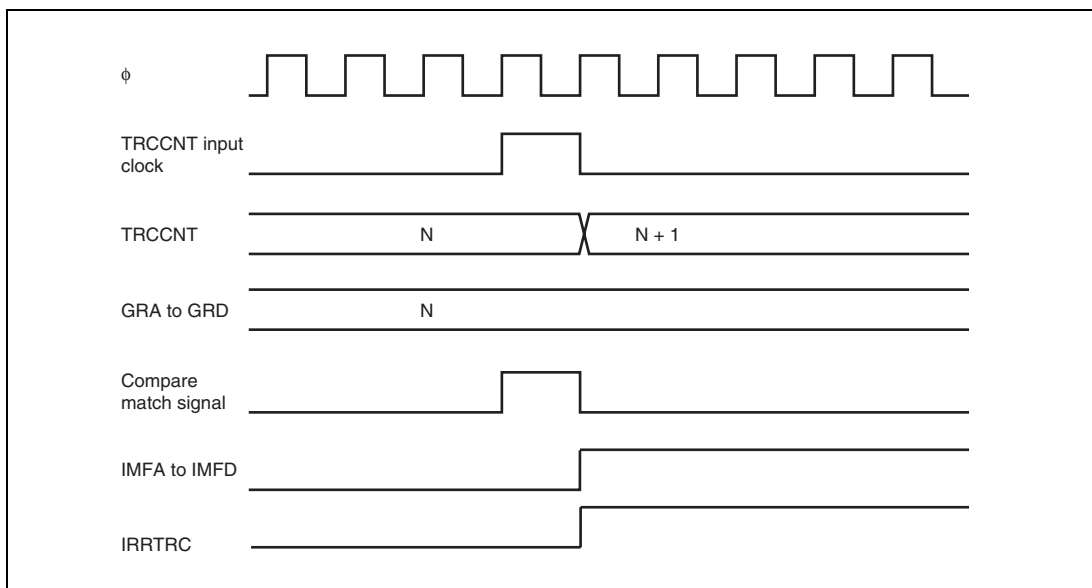 ϕ
TRCCNT input
clock
TRCCNT
N
N + 1
GRA to GRD
N
Compare
match signal
IMFA to IMFD
IRRTRC